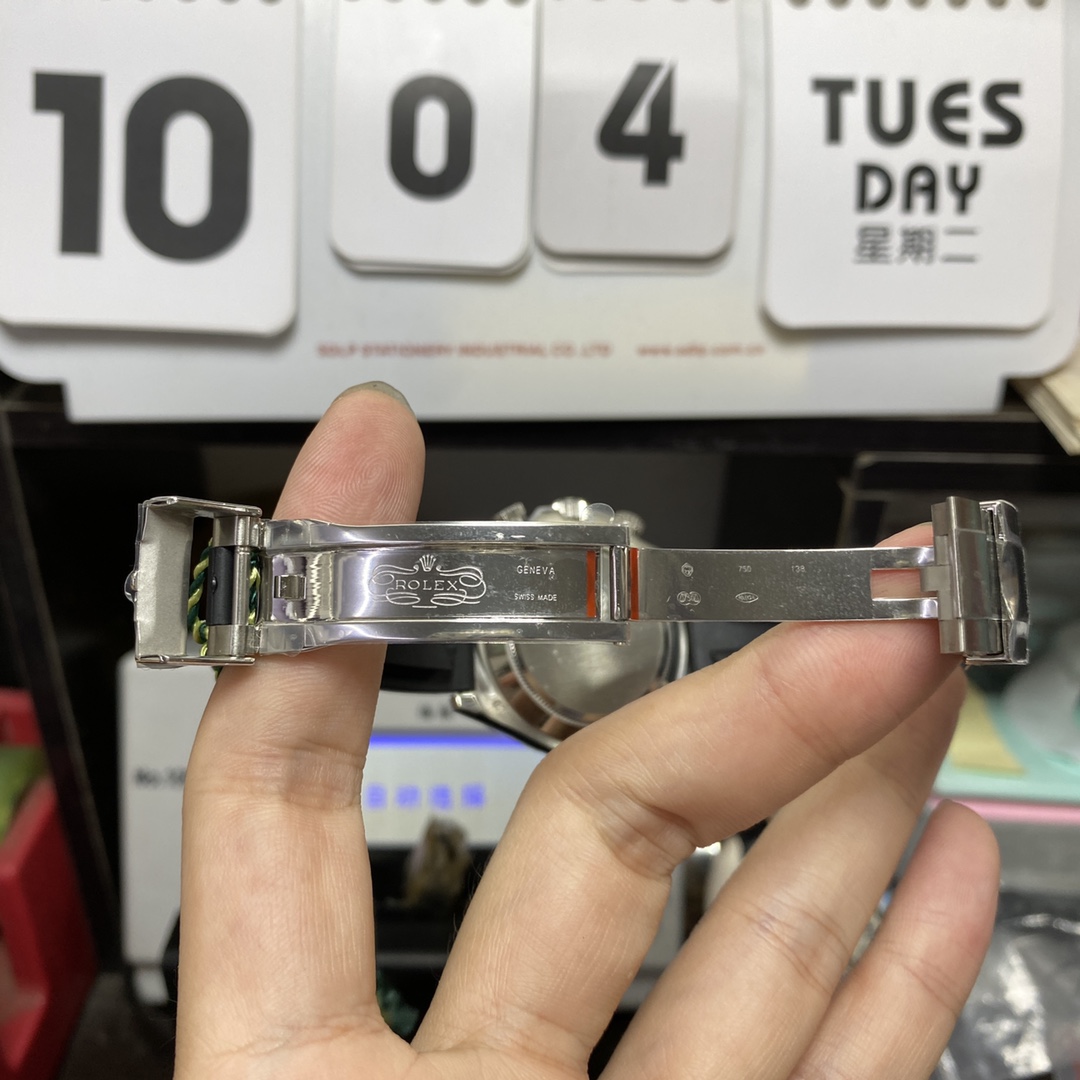 10
0
4
TUES
DAY
星期二
SDLP STATIONERY INDUSTRIAL CO.,LTD
ROLEX
GENEVA
SWISS MADE
750